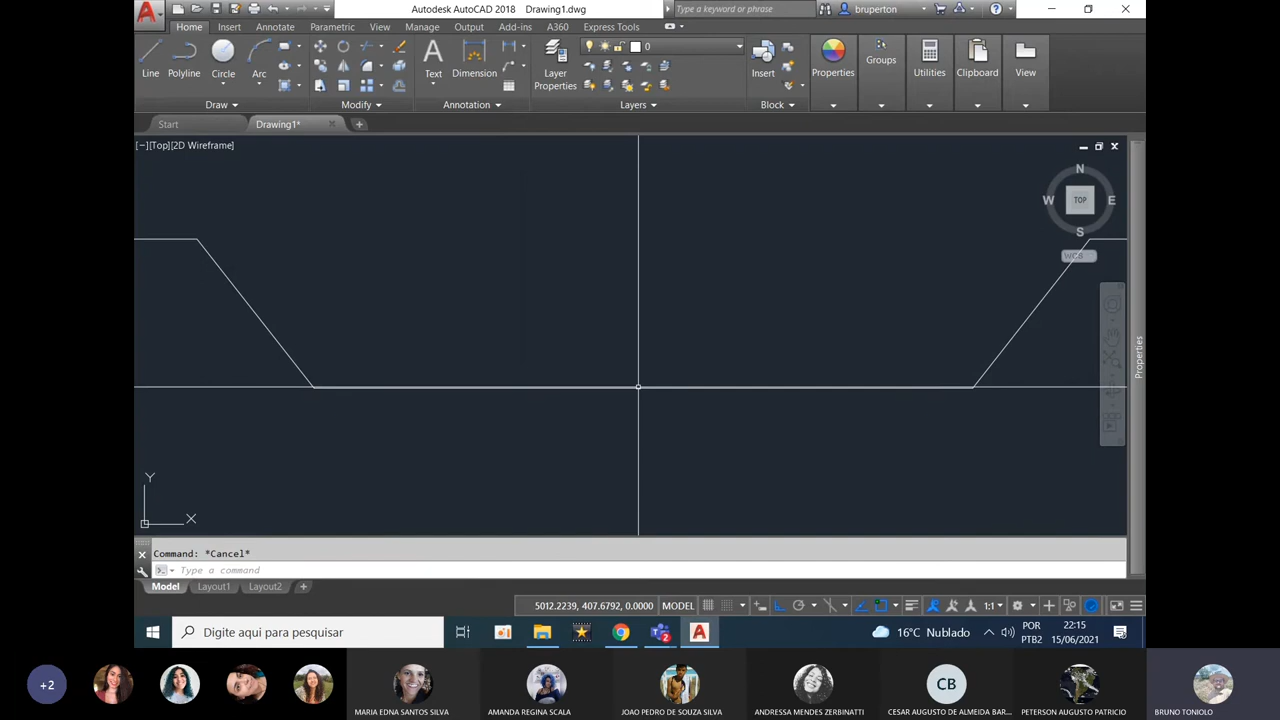 Autodesk AutoCAD 2018 Drawing1.dwg
Type a keyword or phrase
bruperton
Home Insert Annotate Parametric View Manage Output Add-ins A360 Express Tools
0
Line Polyline Circle Arc
Text Dimension
Layer
Properties
Insert
Properties Groups Utilities Clipboard View
Draw Modify Annotation Layers Block
Start Drawing1*
[−][Top][2D Wireframe]
N
W TOP E
S
WCS
Properties
Y
X
Command: *Cancel*
Type a command
Model Layout1 Layout2
5012.2239, 407.6792, 0.0000 MODEL
1:1
Digite aqui para pesquisar
2
16°C Nublado
POR
PTB2
22:15
15/06/2021
+2
CB
MARIA EDNA SANTOS SILVA
AMANDA REGINA SCALA
JOAO PEDRO DE SOUZA SILVA
ANDRESSA MENDES ZERBINATTI
CESAR AUGUSTO DE ALMEIDA BAR...
PETERSON AUGUSTO PATRICIO
BRUNO TONIOLO